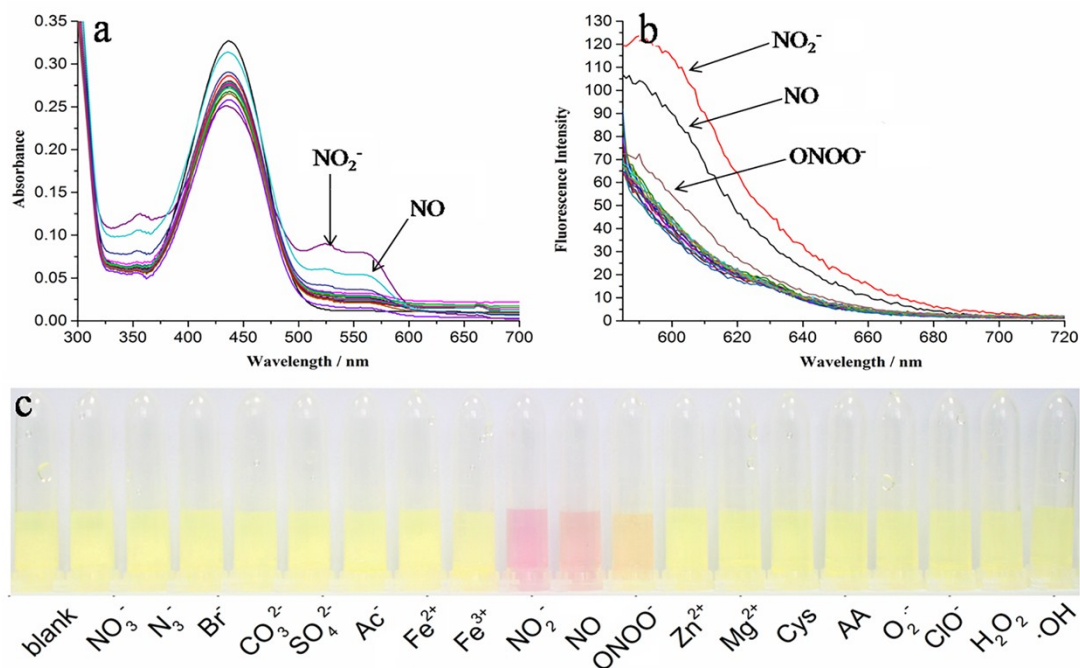 a
Absorbance
0.35
0.30
0.25
0.20
0.15
0.10
0.05
0.00
NO₂⁻
NO
300 350 400 450 500 550 600 650 700
Wavelength / nm
b
Fluorescence Intensity
130
120
110
100
90
80
70
60
50
40
30
20
10
0
NO₂⁻
NO
ONOO⁻
600 620 640 660 680 700 720
Wavelength / nm
c
blank
NO₃⁻
N₃⁻
Br⁻
CO₃²⁻
SO₄²⁻
Ac⁻
Fe²⁺
Fe³⁺
NO₂⁻
NO
ONOO⁻
Zn²⁺
Mg²⁺
Cys
AA
O₂·⁻
ClO⁻
H₂O₂
·OH